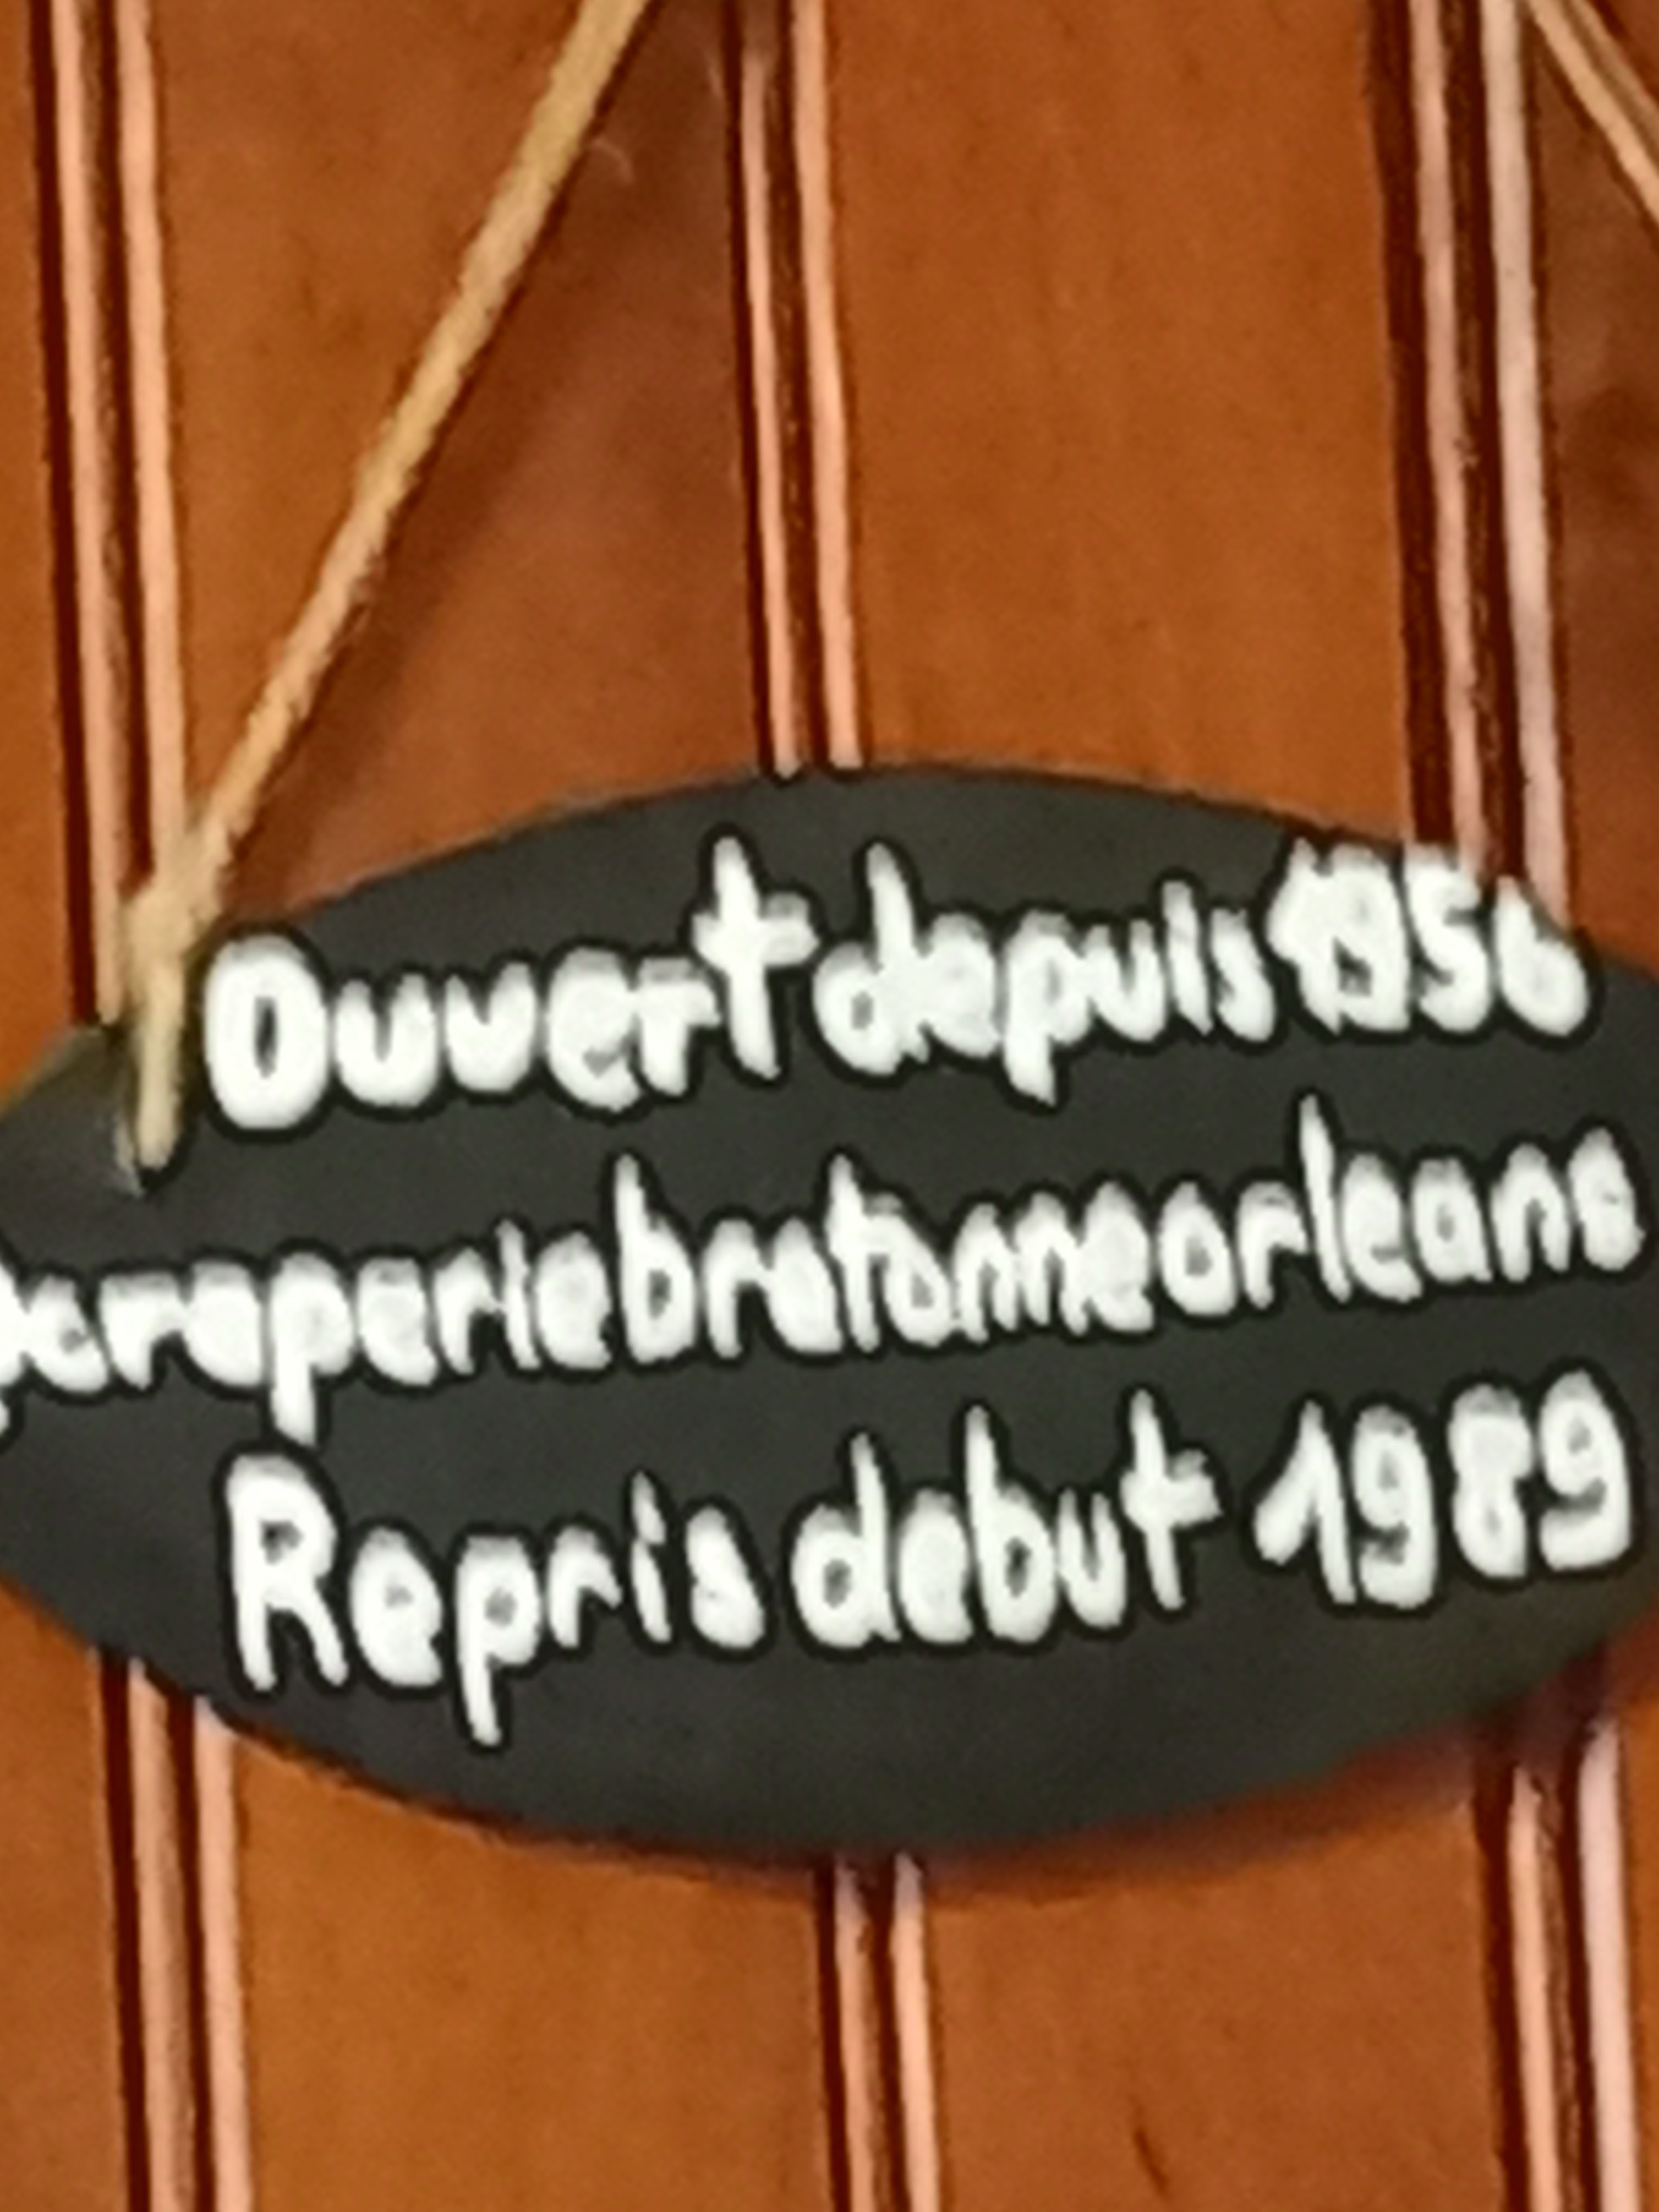 Ouvert depuis 1956
@creperiebretonneorleans
Repris debut 1989